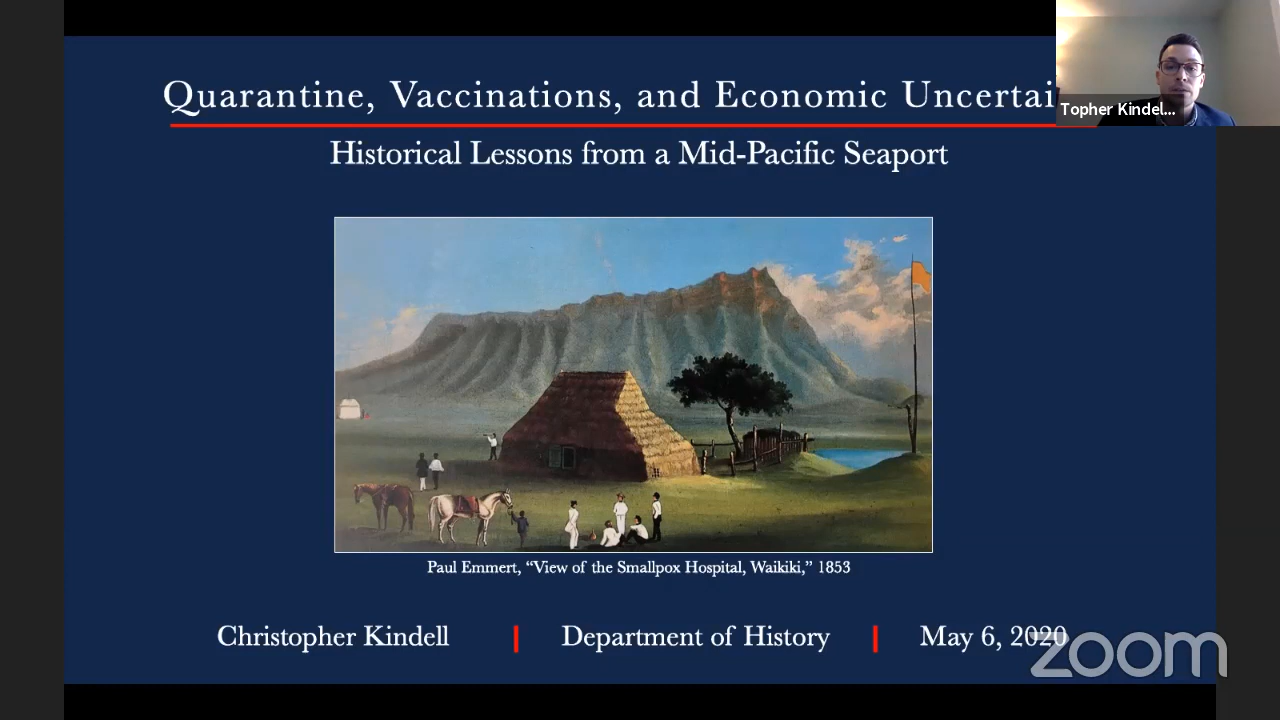 Quarantine, Vaccinations, and Economic Uncertai
Topher Kindel...
Historical Lessons from a Mid-Pacific Seaport
Paul Emmert, “View of the Smallpox Hospital, Waikiki,” 1853
Christopher Kindell | Department of History | May 6, 2020
zoom